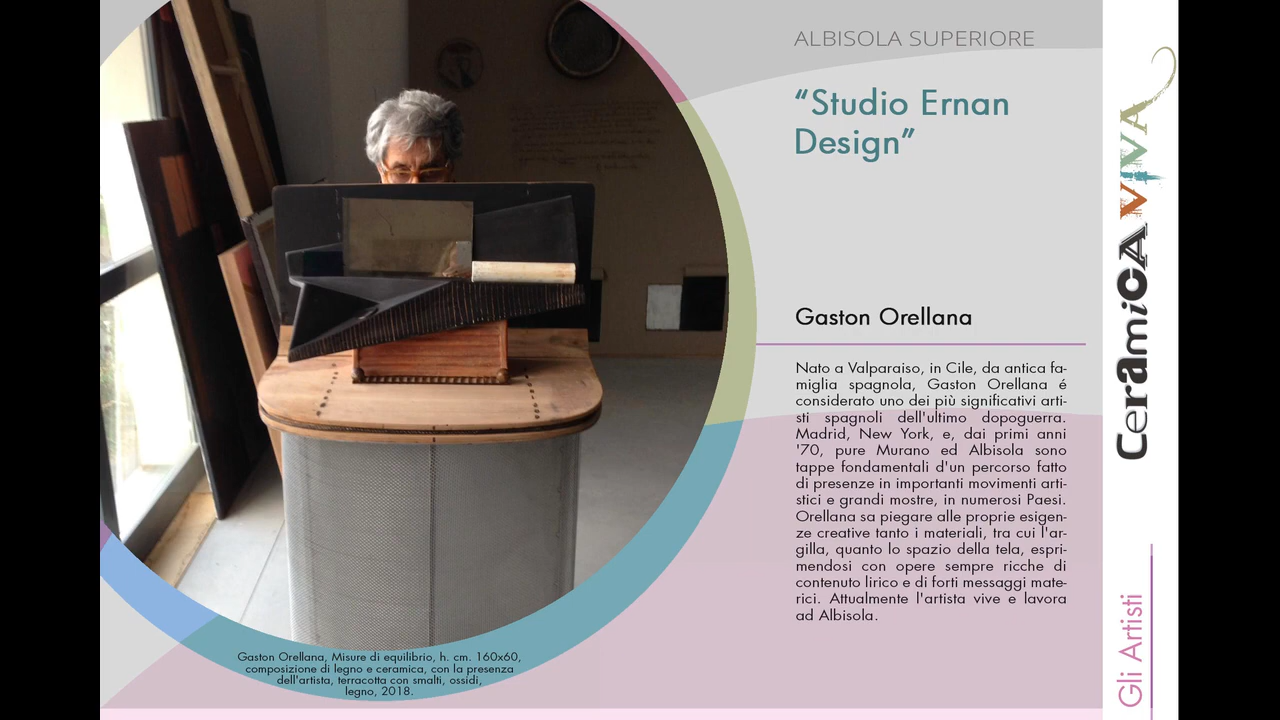 ALBISOLA SUPERIORE
“Studio Ernan
Design”
Gaston Orellana
Nato a Valparaiso, in Cile, da antica fa-
miglia spagnola, Gaston Orellana é
considerato uno dei più significativi arti-
sti spagnoli dell'ultimo dopoguerra.
Madrid, New York, e, dai primi anni
'70, pure Murano ed Albisola sono
tappe fondamentali d'un percorso fatto
di presenze in importanti movimenti arti-
stici e grandi mostre, in numerosi Paesi.
Orellana sa piegare alle proprie esigen-
ze creative tanto i materiali, tra cui l'ar-
gilla, quanto lo spazio della tela, espri-
mendosi con opere sempre ricche di
contenuto lirico e di forti messaggi mate-
rici. Attualmente l'artista vive e lavora
ad Albisola.
Gaston Orellana, Misure di equilibrio, h. cm. 160x60,
composizione di legno e ceramica, con la presenza
dell'artista, terracotta con smalti, ossidi,
legno, 2018.
CerAmiCA VIVA
Gli Artisti